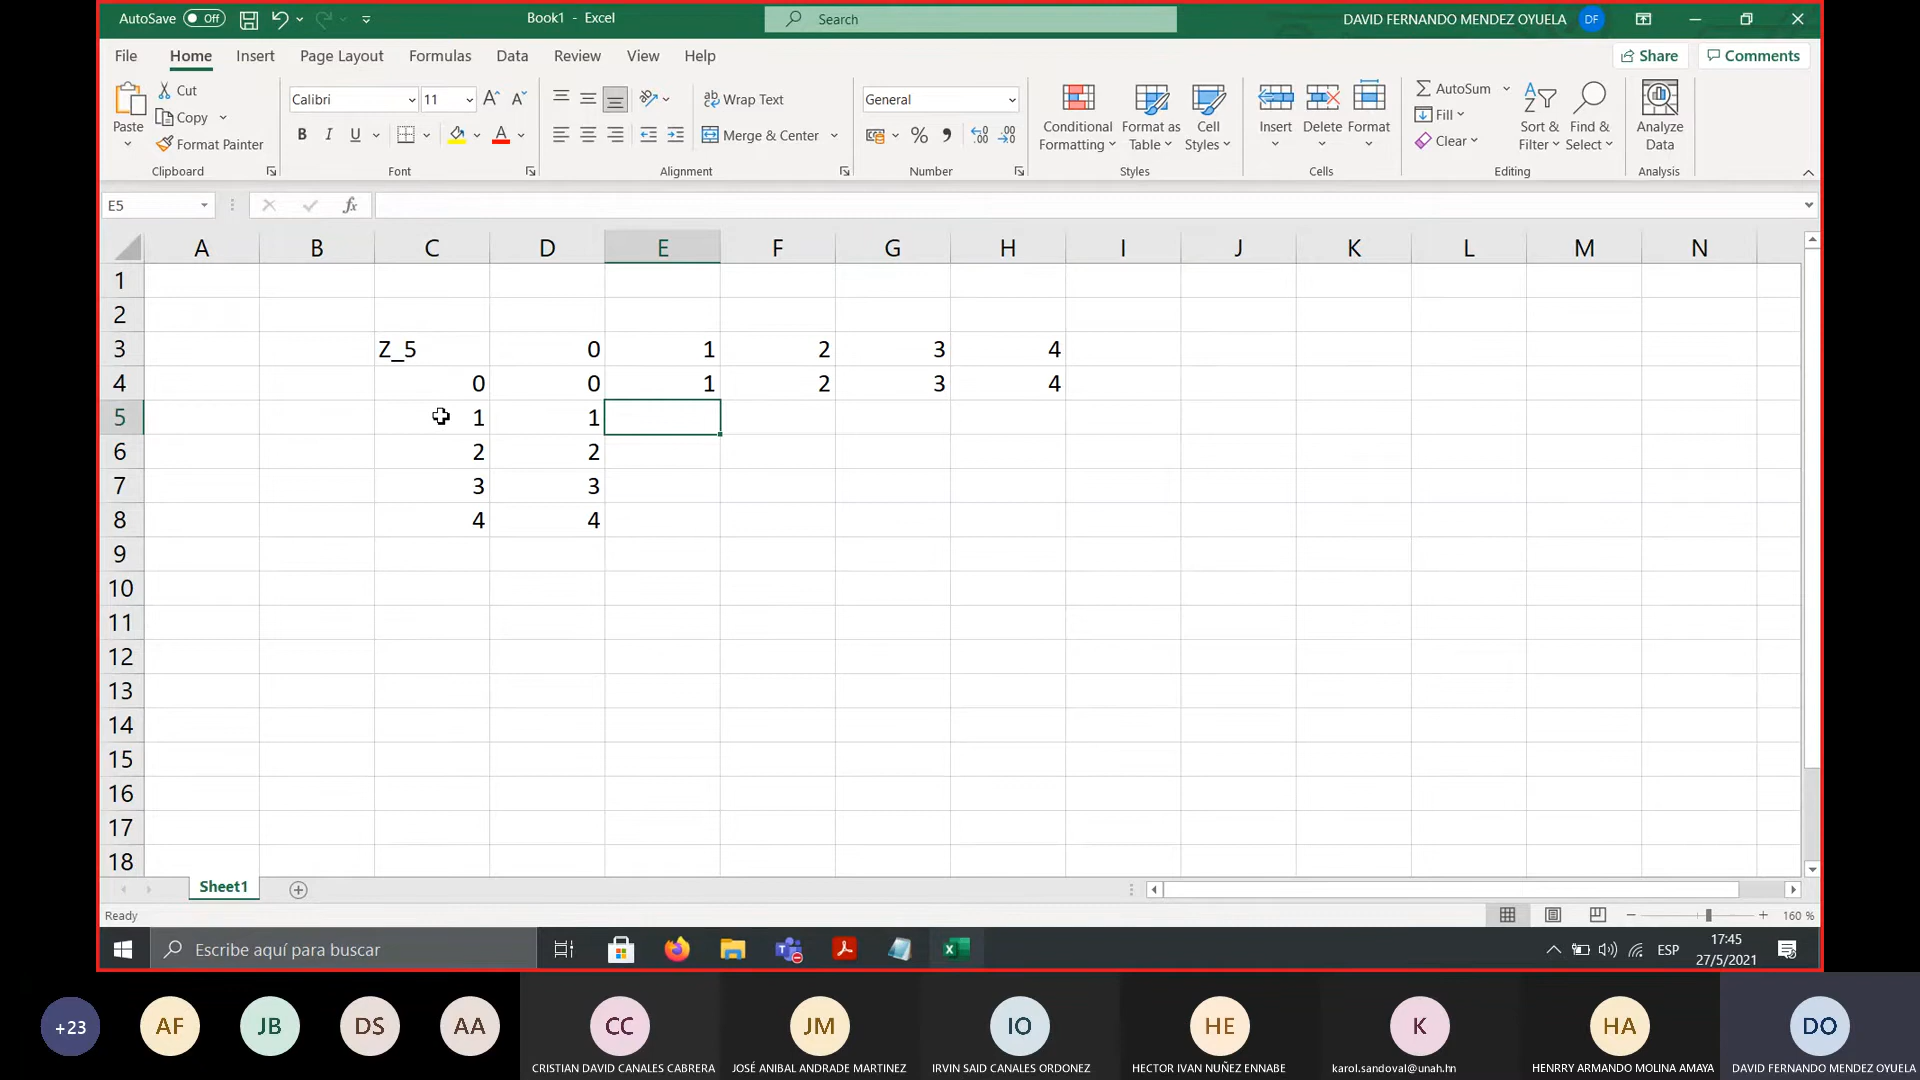 AutoSave Off Book1 - Excel Search DAVID FERNANDO MENDEZ OYUELA DF
File Home Insert Page Layout Formulas Data Review View Help Share Comments
Paste Cut Copy Format Painter Clipboard
Calibri 11 A A B I U A Font
ab Wrap Text Merge & Center Alignment
General % , Number
Conditional Formatting Format as Table Cell Styles Styles
Insert Delete Format Cells
AutoSum Fill Clear Sort & Filter Find & Select Editing
Analyze Data Analysis
E5 fx
A B C D E F G H I J K L M N
1
2
3 Z_5 0 1 2 3 4
4 0 0 1 2 3 4
5 1 1
6 2 2
7 3 3
8 4 4
9
10
11
12
13
14
15
16
17
18
Sheet1
Ready 160 %
Escribe aquí para buscar ESP 17:45
27/5/2021
+23 AF JB DS AA CC JM IO HE K HA DO
CRISTIAN DAVID CANALES CABRERA JOSÉ ANIBAL ANDRADE MARTINEZ IRVIN SAID CANALES ORDONEZ HECTOR IVAN NUÑEZ ENNABE karol.sandoval@unah.hn HENRRY ARMANDO MOLINA AMAYA DAVID FERNANDO MENDEZ OYUELA